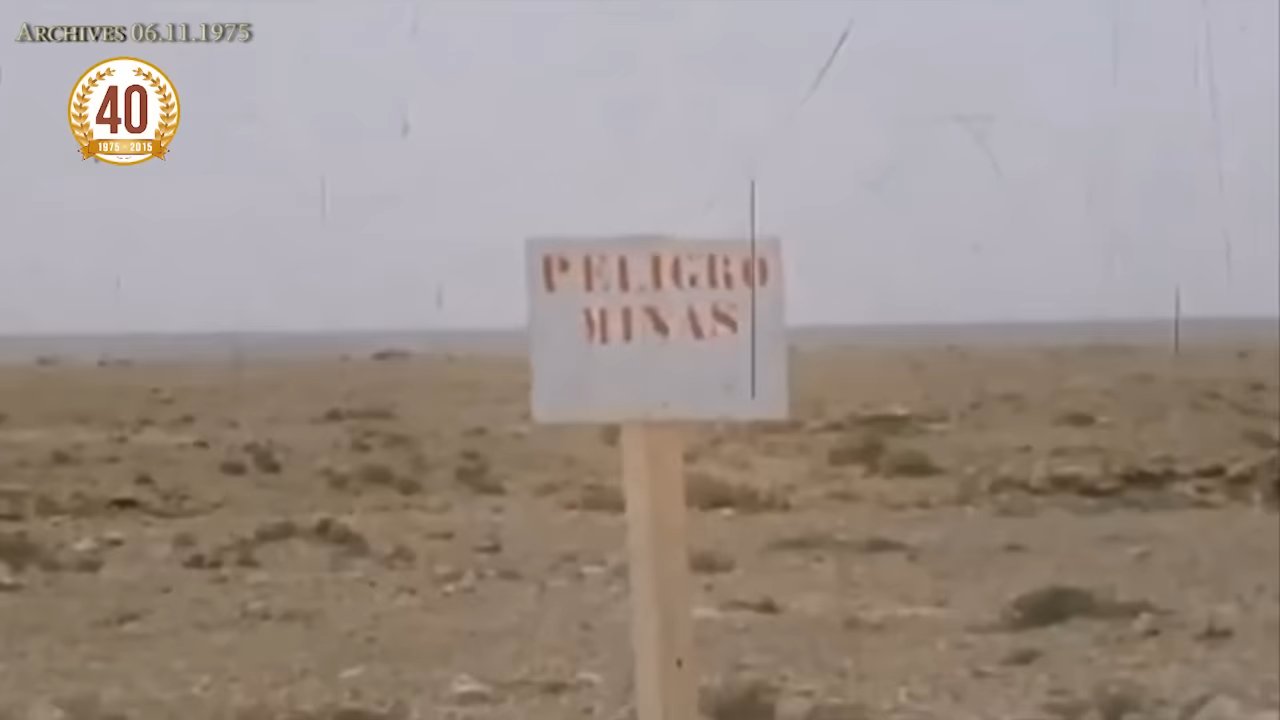 ARCHIVES 06.11.1975
40
1975 - 2015
PELIGRO
MINAS